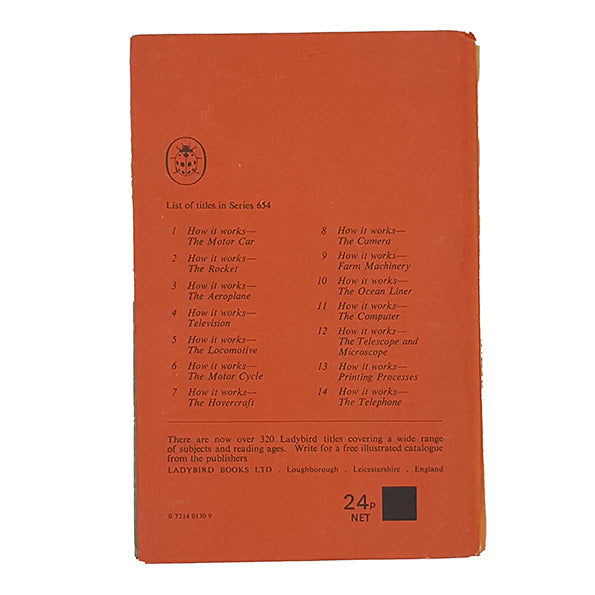 List of titles in Series 654
1 How it works—
The Motor Car
2 How it works—
The Rocket
3 How it works—
The Aeroplane
4 How it works—
Television
5 How it works—
The Locomotive
6 How it works—
The Motor Cycle
7 How it works—
The Hovercraft
8 How it works—
The Camera
9 How it works—
Farm Machinery
10 How it works—
The Ocean Liner
11 How it works—
The Computer
12 How it works—
The Telescope and
Microscope
13 How it works—
Printing Processes
14 How it works—
The Telephone
There are now over 320 Ladybird titles covering a wide range
of subjects and reading ages. Write for a free illustrated catalogue
from the publishers
LADYBIRD BOOKS LTD . Loughborough . Leicestershire . England
24p
NET
0 7214 0130 9